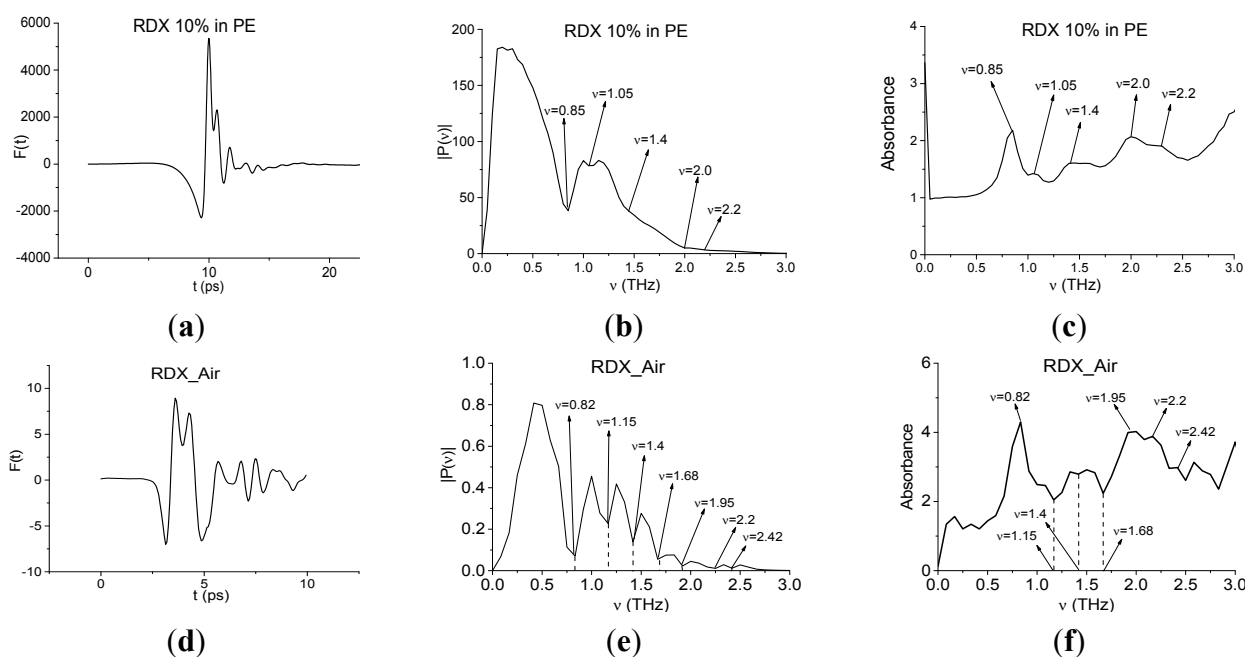 RDX 10% in PE
F(t)
6000
4000
2000
0
-2000
-4000
0 10 20
t (ps)
(a)
RDX 10% in PE
|P(ν)|
200
150
100
50
0
ν=0.85
ν=1.05
ν=1.4
ν=2.0
ν=2.2
0.0 0.5 1.0 1.5 2.0 2.5 3.0
ν (THz)
(b)
RDX 10% in PE
Absorbance
4
3
2
1
0
ν=0.85
ν=1.05
ν=1.4
ν=2.0
ν=2.2
0.0 0.5 1.0 1.5 2.0 2.5 3.0
ν (THz)
(c)
RDX_Air
F(t)
10
5
0
-5
-10
0 5 10
t (ps)
(d)
RDX_Air
|P(ν)|
1.0
0.8
0.6
0.4
0.2
0.0
ν=0.82
ν=1.15
ν=1.4
ν=1.68
ν=1.95
ν=2.2
ν=2.42
0.0 0.5 1.0 1.5 2.0 2.5 3.0
ν (THz)
(e)
RDX_Air
Absorbance
6
4
2
0
ν=0.82
ν=1.95
ν=2.2
ν=2.42
ν=1.4
ν=1.15
ν=1.68
0.0 0.5 1.0 1.5 2.0 2.5 3.0
ν (THz)
(f)